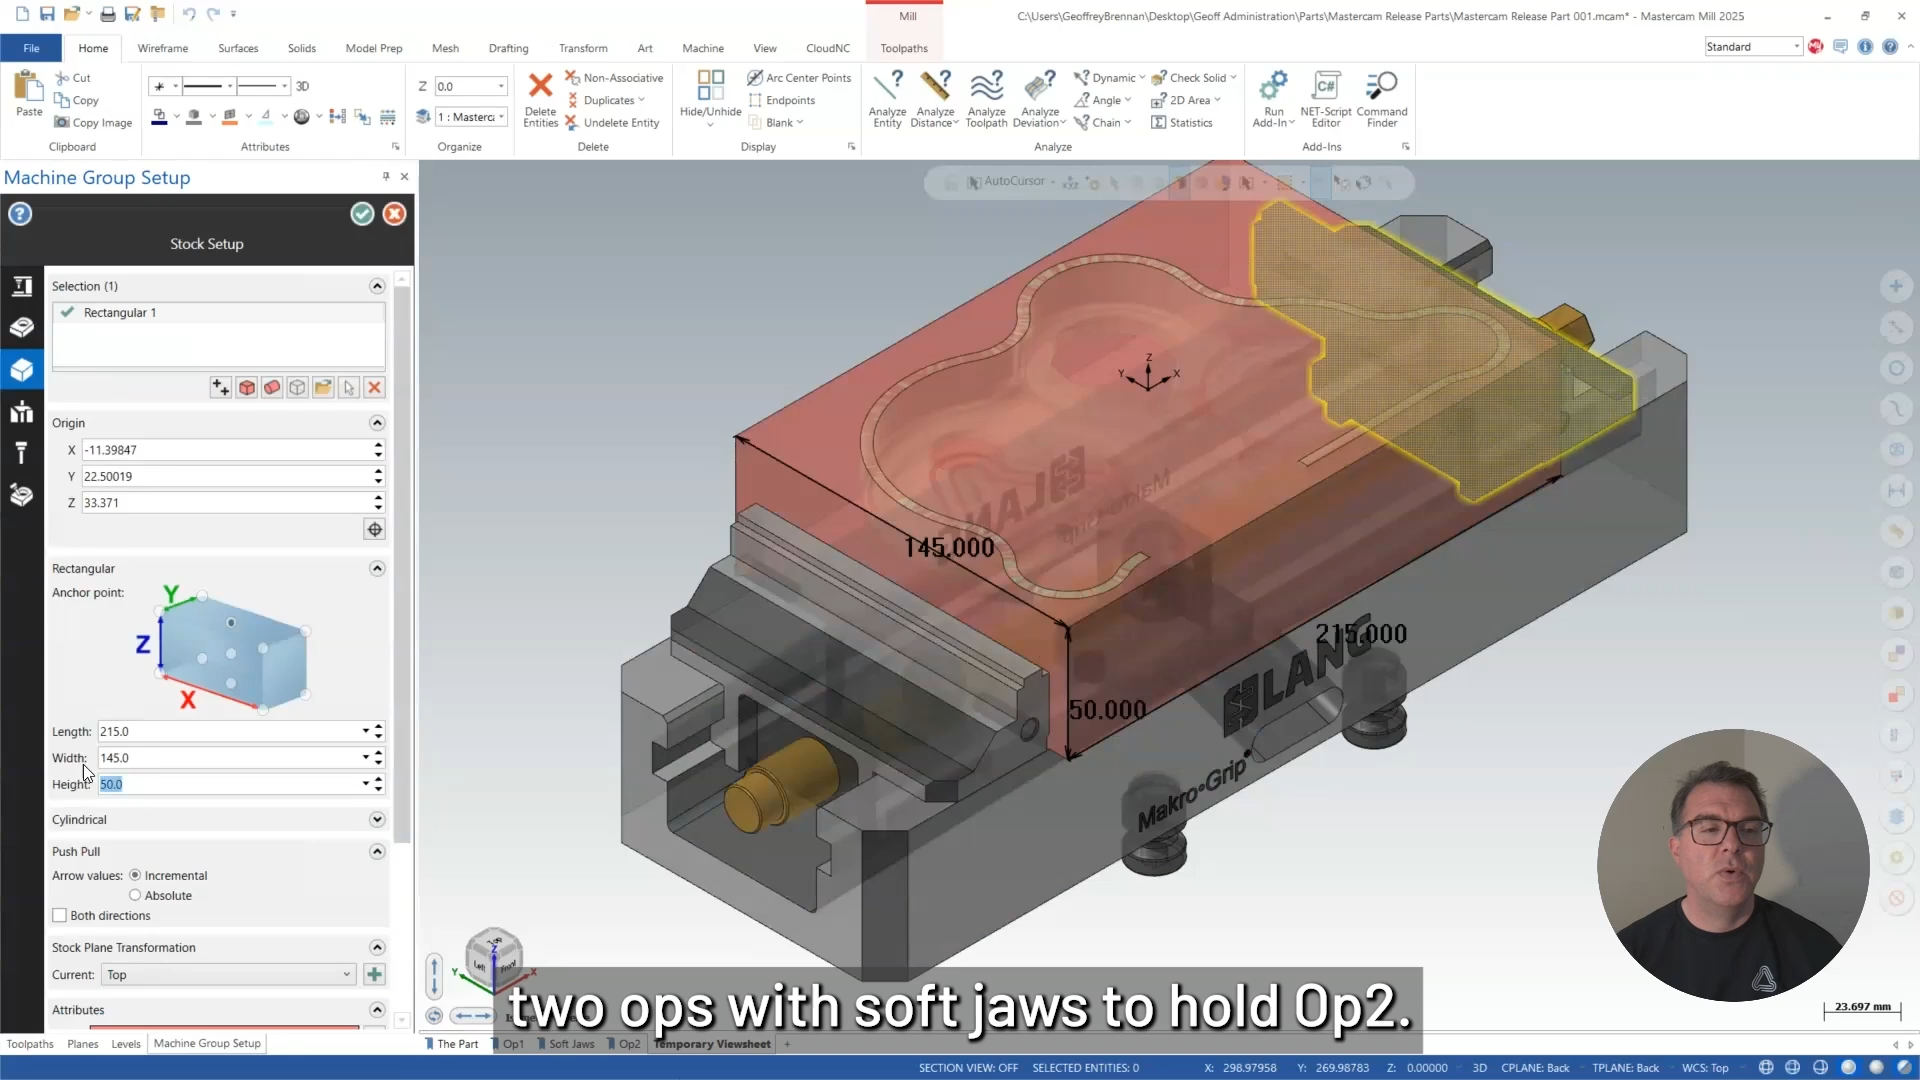 Mill
C:\Users\GeoffreyBrennan\Desktop\Geoff Administration\Parts\Mastercam Release Parts\Mastercam Release Part 001.mcam* - Mastercam Mill 2025
File
Home
Wireframe
Surfaces
Solids
Model Prep
Mesh
Drafting
Transform
Art
Machine
View
CloudNC
Toolpaths
Standard
Paste
Cut
Copy
Copy Image
Clipboard
3D
Attributes
Z 0.0
1 : Masterca
Organize
Delete Entities
Non-Associative
Duplicates
Undelete Entity
Delete
Hide/Unhide
Arc Center Points
Endpoints
Blank
Display
Analyze Entity
Analyze Distance
Analyze Toolpath
Analyze Deviation
Dynamic
Angle
Chain
Check Solid
2D Area
Statistics
Analyze
Run Add-In
NET-Script Editor
Command Finder
Add-Ins
Machine Group Setup
Stock Setup
Selection (1)
Rectangular 1
Origin
X -11.39847
Y 22.50019
Z 33.371
Rectangular
Anchor point:
Y
Z
X
Length: 215.0
Width: 145.0
Height: 50.0
Cylindrical
Push Pull
Arrow values: Incremental
Absolute
Both directions
Stock Plane Transformation
Current: Top
Attributes
Toolpaths
Planes
Levels
Machine Group Setup
AutoCursor
Z
Y
X
LANG
Makro•Grip
145.000
215.000
50.000
LANG
Makro•Grip
Z
Left
Front
Y
X
two ops with soft jaws to hold Op2.
23.697 mm
The Part
Op1
Soft Jaws
Op2
Temporary Viewsheet
+
SECTION VIEW: OFF
SELECTED ENTITIES: 0
X: 298.97958
Y: 269.98783
Z: 0.00000
3D
CPLANE: Back
TPLANE: Back
WCS: Top